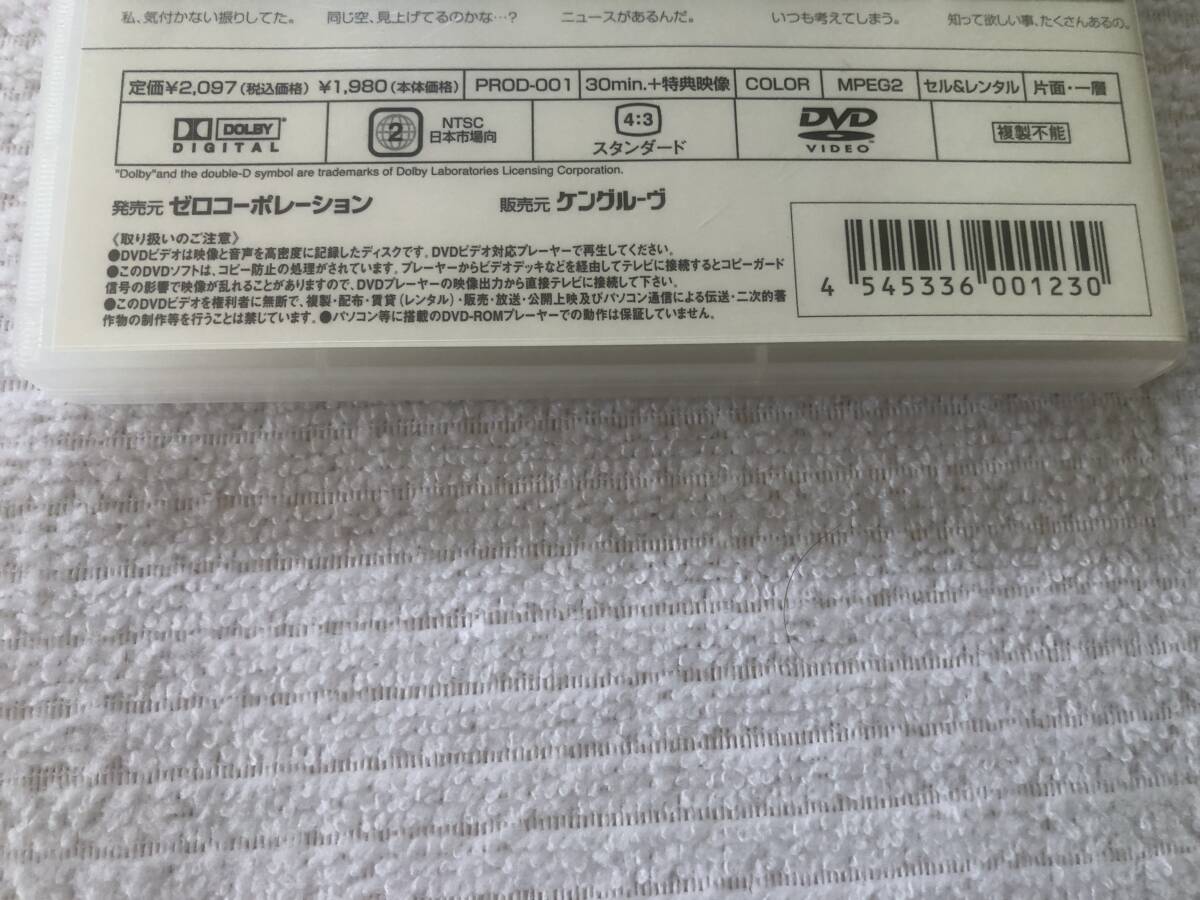 私、気付かない振りしてた。 同じ空、見上げてるのかな…? ニュースがあるんだ。 いつも考えてしまう。 知って欲しい事、たくさんあるの。
定価¥2,097(税込価格) ¥1,980(本体価格) PROD-001 30min.+特典映像 COLOR MPEG2 セル&レンタル 片面・一層
DOLBY DIGITAL 2 NTSC 日本市場向 4:3 スタンダード DVD VIDEO™ 複製不能
"Dolby"and the double-D symbol are trademarks of Dolby Laboratories Licensing Corporation.
発売元 ゼロコーポレーション 販売元 ケングルーヴ
《取り扱いのご注意》
●DVDビデオは映像と音声を高密度に記録したディスクです。DVDビデオ対応プレーヤーで再生してください。
●このDVDソフトは、コピー防止の処理がされています。プレーヤーからビデオデッキなどを経由してテレビに接続するとコピーガード
信号の影響で映像が乱れることがありますので、DVDプレーヤーの映像出力から直接テレビに接続して下さい。
●このDVDビデオを権利者に無断で、複製・配布・賃貸(レンタル)・販売・放送・公開上映及びパソコン通信による伝送・二次的著
作物の制作等を行うことは禁じています。●パソコン等に搭載のDVD-ROMプレーヤーでの動作は保証していません。
4 545336 001230